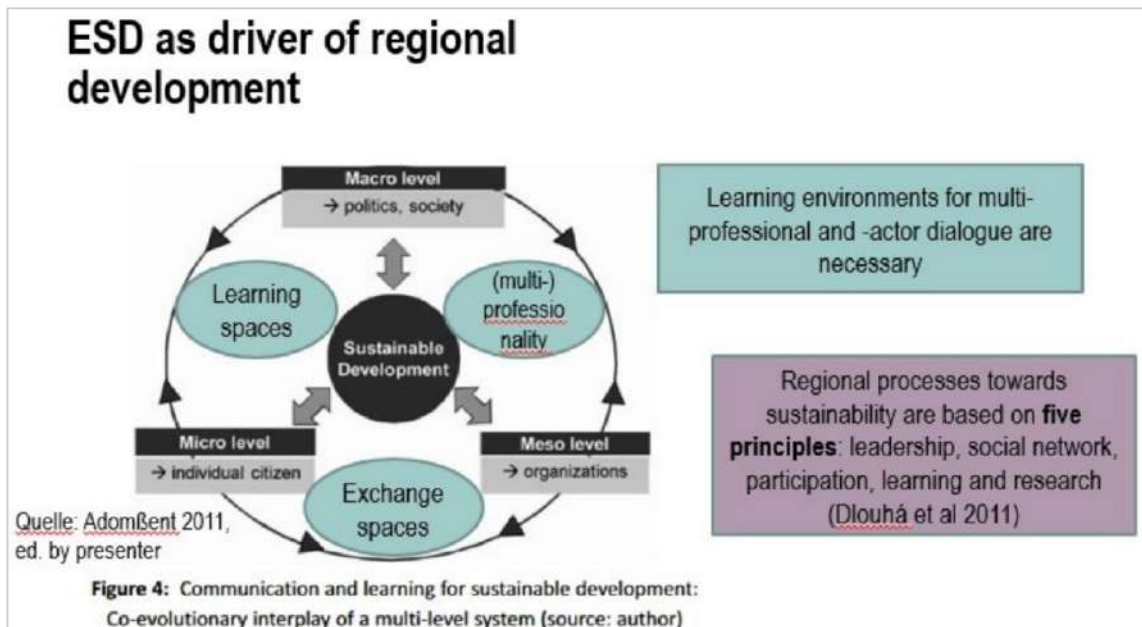 ESD as driver of regional
development
Macro level
→ politics, society
Learning
spaces
(multi-)
professio
nality
Sustainable
Development
Micro level
→ individual citizen
Meso level
→ organizations
Exchange
spaces
Quelle: Adomßent 2011,
ed. by presenter
Figure 4: Communication and learning for sustainable development:
Co-evolutionary interplay of a multi-level system (source: author)
Learning environments for multi-
professional and -actor dialogue are
necessary
Regional processes towards
sustainability are based on five
principles: leadership, social network,
participation, learning and research
(Dlouhá et al 2011)